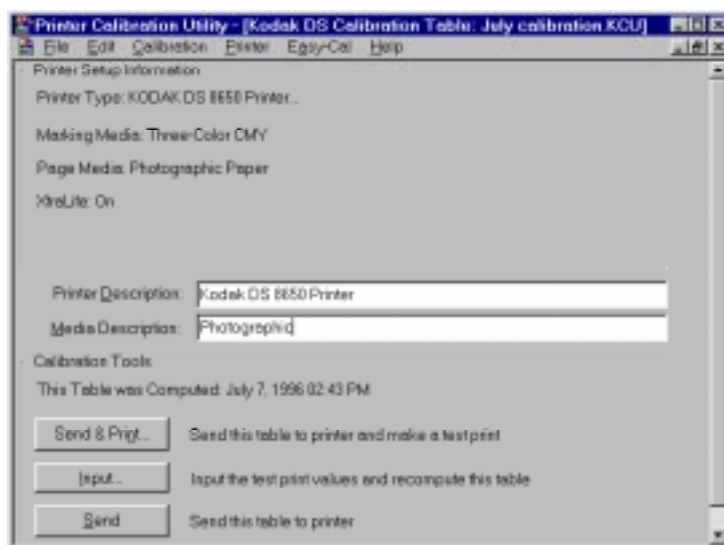 Printer Calibration Utility - [Kodak DS Calibration Table: July calibration.KCU]
File Edit Calibration Printer Easy-Cal Help
Printer Setup Information
Printer Type: KODAK DS 8650 Printer...
Marking Media: Three-Color CMY
Page Media: Photographic Paper
XtraLife: On
Printer Description: Kodak DS 8650 Printer
Media Description: Photographic
Calibration Tools
This Table was Computed: July 7, 1996 02:43 PM
Send & Print... Send this table to printer and make a test print
Input... Input the test print values and recompute this table
Send Send this table to printer